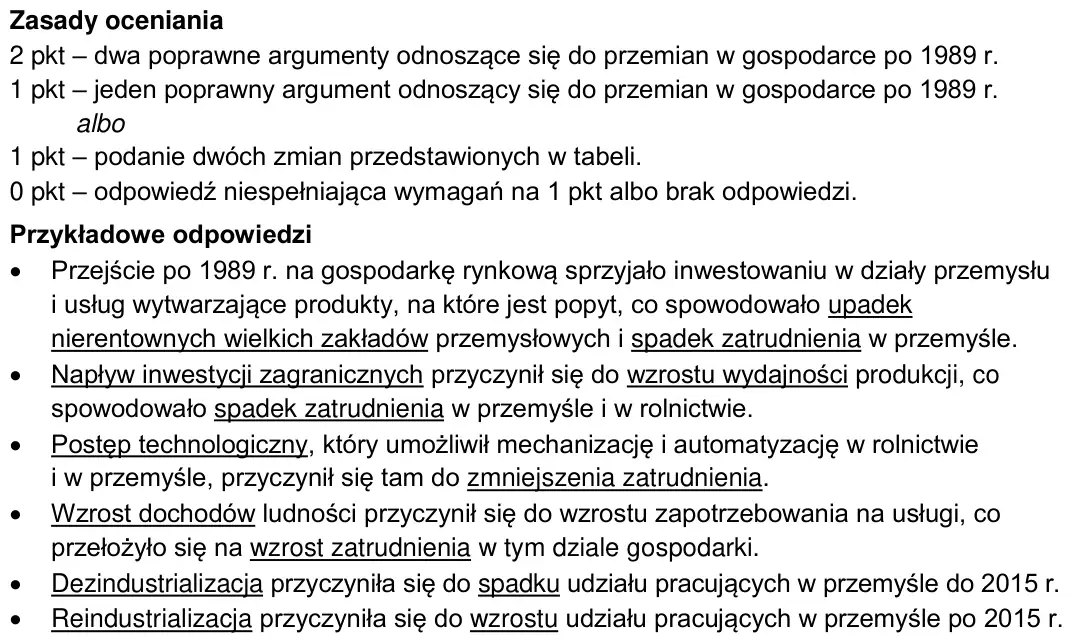 Zasady oceniania
2 pkt – dwa poprawne argumenty odnoszące się do przemian w gospodarce po 1989 r.
1 pkt – jeden poprawny argument odnoszący się do przemian w gospodarce po 1989 r.
albo
1 pkt – podanie dwóch zmian przedstawionych w tabeli.
0 pkt – odpowiedź niespełniająca wymagań na 1 pkt albo brak odpowiedzi.
Przykładowe odpowiedzi
• Przejście po 1989 r. na gospodarkę rynkową sprzyjało inwestowaniu w działy przemysłu
i usług wytwarzające produkty, na które jest popyt, co spowodowało upadek
nierentownych wielkich zakładów przemysłowych i spadek zatrudnienia w przemyśle.
• Napływ inwestycji zagranicznych przyczynił się do wzrostu wydajności produkcji, co
spowodowało spadek zatrudnienia w przemyśle i w rolnictwie.
• Postęp technologiczny, który umożliwił mechanizację i automatyzację w rolnictwie
i w przemyśle, przyczynił się tam do zmniejszenia zatrudnienia.
• Wzrost dochodów ludności przyczynił się do wzrostu zapotrzebowania na usługi, co
przełożyło się na wzrost zatrudnienia w tym dziale gospodarki.
• Dezindustrializacja przyczyniła się do spadku udziału pracujących w przemyśle do 2015 r.
• Reindustrializacja przyczyniła się do wzrostu udziału pracujących w przemyśle po 2015 r.